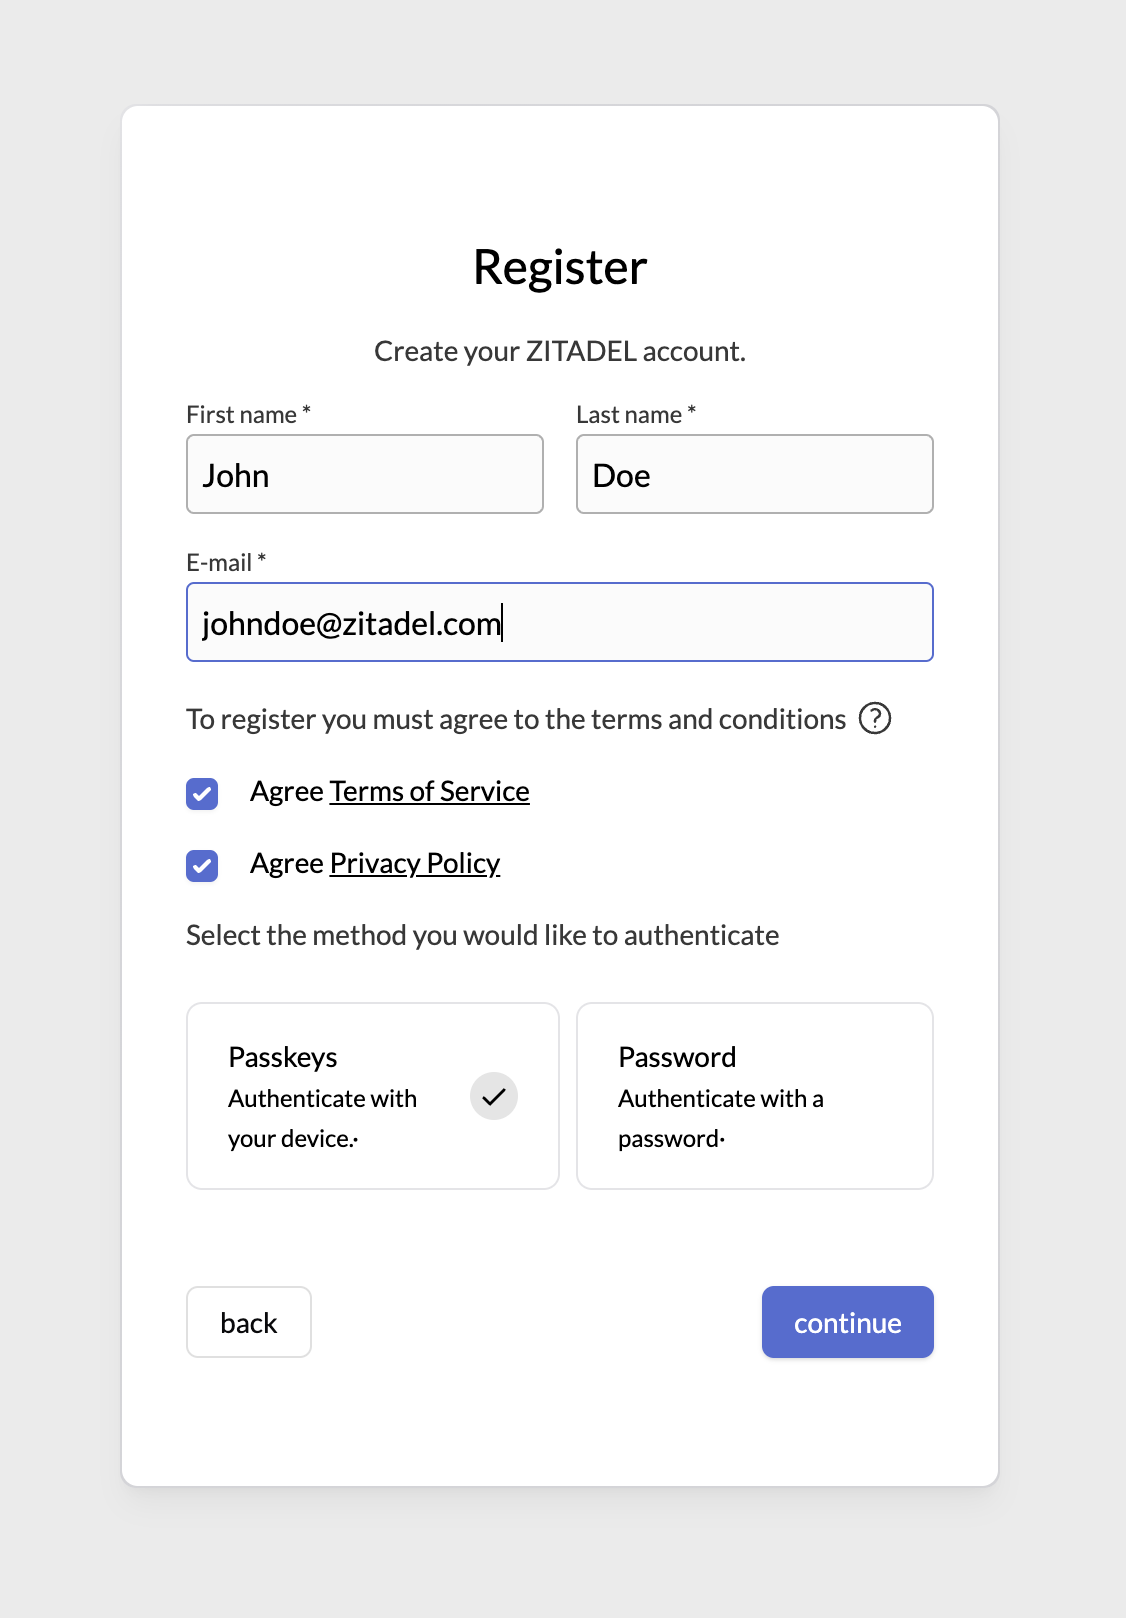 Register
Create your ZITADEL account.
First name *
Last name *
John
Doe
E-mail *
johndoe@zitadel.com
To register you must agree to the terms and conditions ?
Agree Terms of Service
Agree Privacy Policy
Select the method you would like to authenticate
Passkeys
Authenticate with
your device.·
Password
Authenticate with a
password·
back
continue